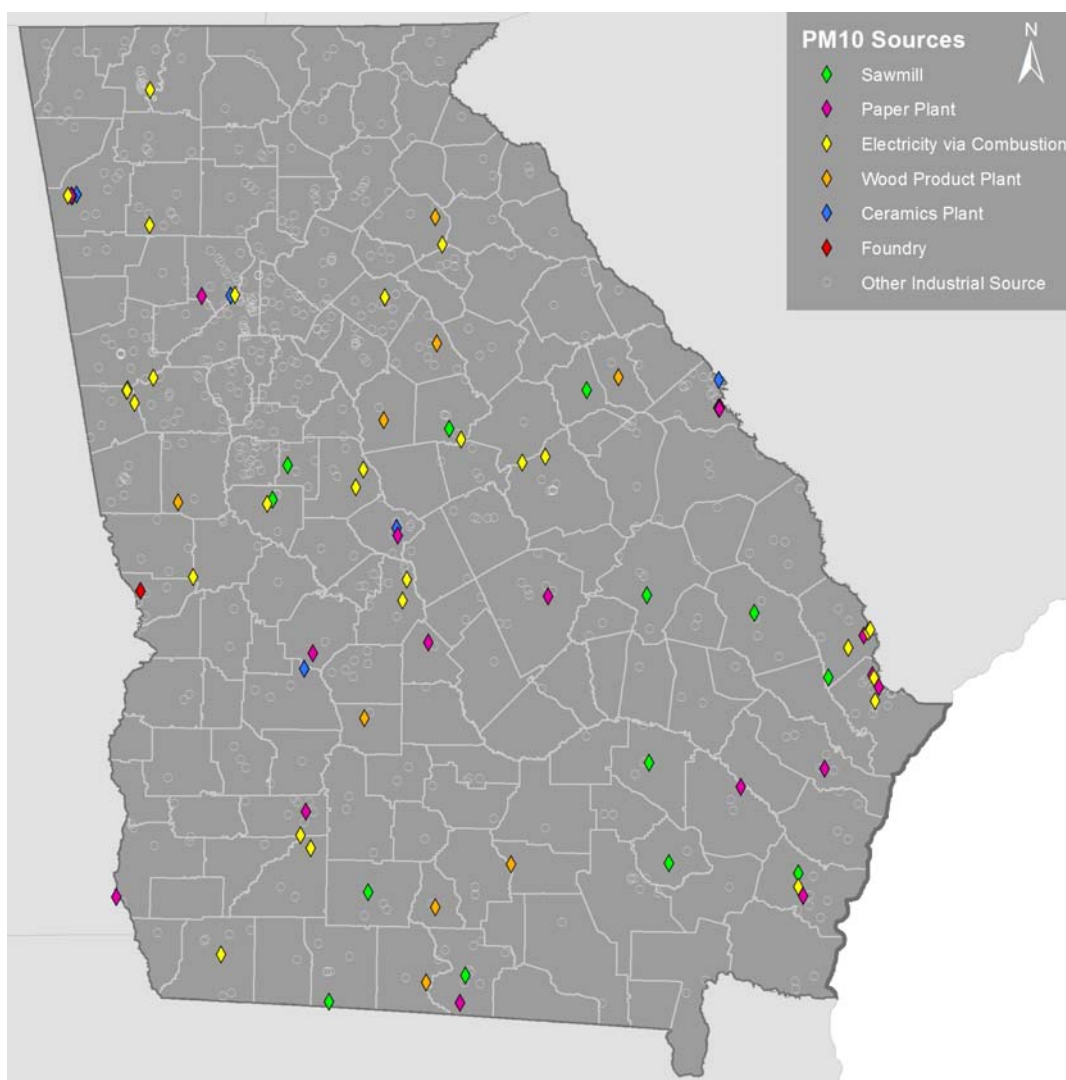 PM10 Sources
N
Sawmill
Paper Plant
Electricity via Combustion
Wood Product Plant
Ceramics Plant
Foundry
Other Industrial Source